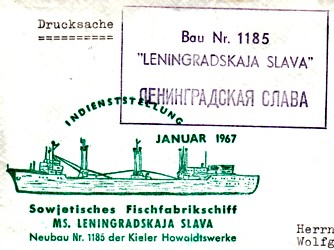 Drucksache
Bau Nr. 1185
"LENINGRADSKAJA SLAVA"
ЛЕНИНГРАДСКАЯ СЛАВА
INDIENSTSTELLUNG
JANUAR 1967
Sowjetisches Fischfabrikschiff
MS. LENINGRADSKAJA SLAVA
Neubau Nr. 1185 der Kieler Howaldtswerke
Herrn
Wolfg